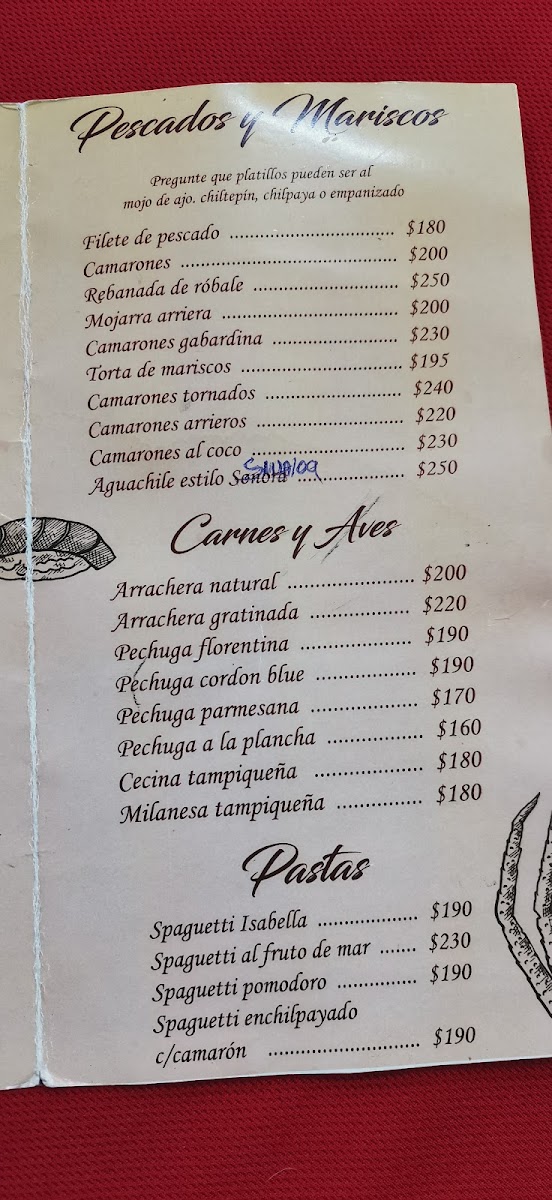 Pescados y Mariscos
Pregunte que platillos pueden ser al
mojo de ajo. chiltepín, chilpaya o empanizado
Filete de pescado .................................. $180
Camarones ............................................. $200
Rebanada de róbale .............................. $250
Mojarra arriera ..................................... $200
Camarones gabardina .......................... $230
Torta de mariscos ................................. $195
Camarones tornados ............................ $240
Camarones arrieros .............................. $220
Camarones al coco ................................ $230
Sinaloa
Aguachile estilo Sonora ...................... $250
Carnes y Aves
Arrachera natural .......................... $200
Arrachera gratinada .................... $220
Pechuga florentina ....................... $190
Pechuga cordon blue .................... $190
Pechuga parmesana ...................... $170
Pechuga a la plancha ................... $160
Cecina tampiqueña ...................... $180
Milanesa tampiqueña ................. $180
Pastas
Spaguetti Isabella .................... $190
Spaguetti al fruto de mar ....... $230
Spaguetti pomodoro ................ $190
Spaguetti enchilpayado
c/camarón .............................. $190